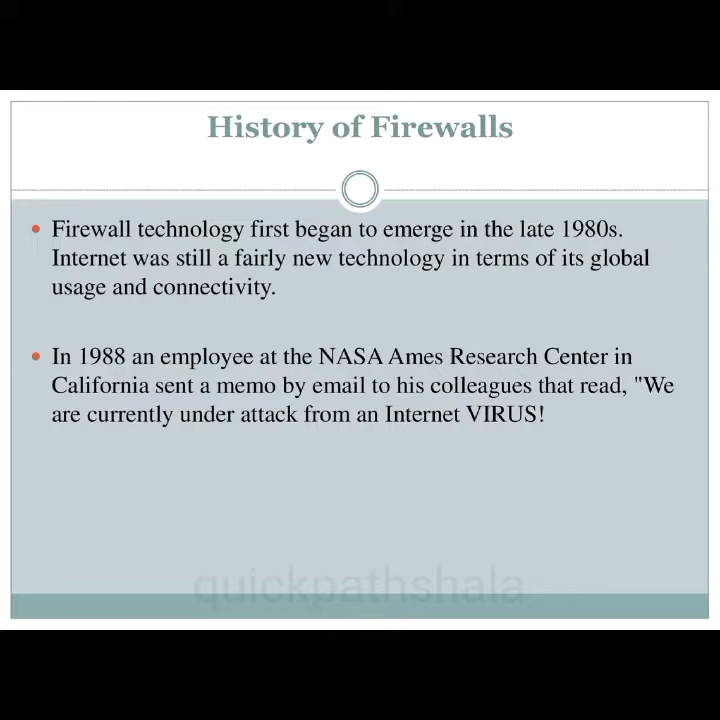 History of Firewalls
• Firewall technology first began to emerge in the late 1980s.
Internet was still a fairly new technology in terms of its global
usage and connectivity.
• In 1988 an employee at the NASA Ames Research Center in
California sent a memo by email to his colleagues that read, "We
are currently under attack from an Internet VIRUS!
quickpathshala